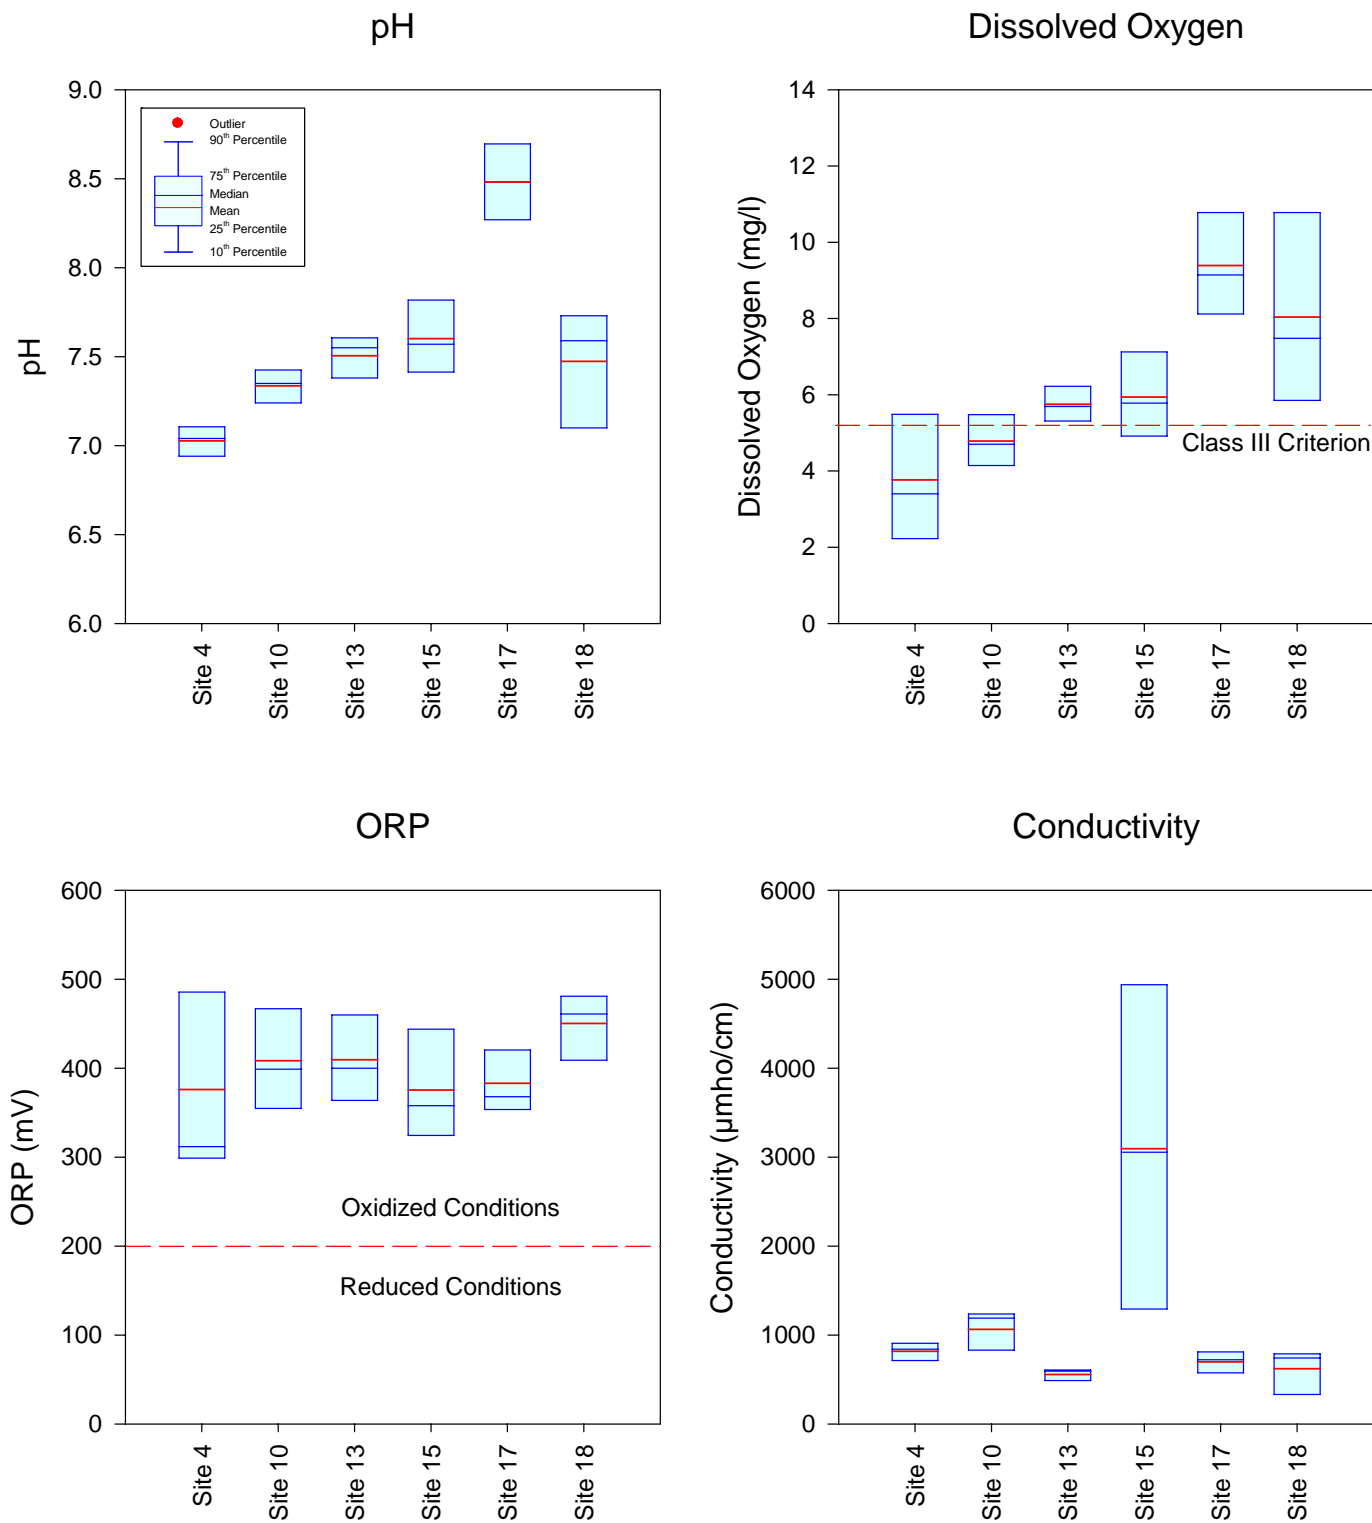 pH
Dissolved Oxygen
9.0
8.5
8.0
7.5
7.0
6.5
6.0
pH
Outlier
90th Percentile
75th Percentile
Median
Mean
25th Percentile
10th Percentile
Site 4
Site 10
Site 13
Site 15
Site 17
Site 18
14
12
10
8
6
4
2
0
Dissolved Oxygen (mg/l)
Class III Criterion
Site 4
Site 10
Site 13
Site 15
Site 17
Site 18
ORP
Conductivity
600
500
400
300
200
100
0
ORP (mV)
Oxidized Conditions
Reduced Conditions
Site 4
Site 10
Site 13
Site 15
Site 17
Site 18
6000
5000
4000
3000
2000
1000
0
Conductivity (µmho/cm)
Site 4
Site 10
Site 13
Site 15
Site 17
Site 18